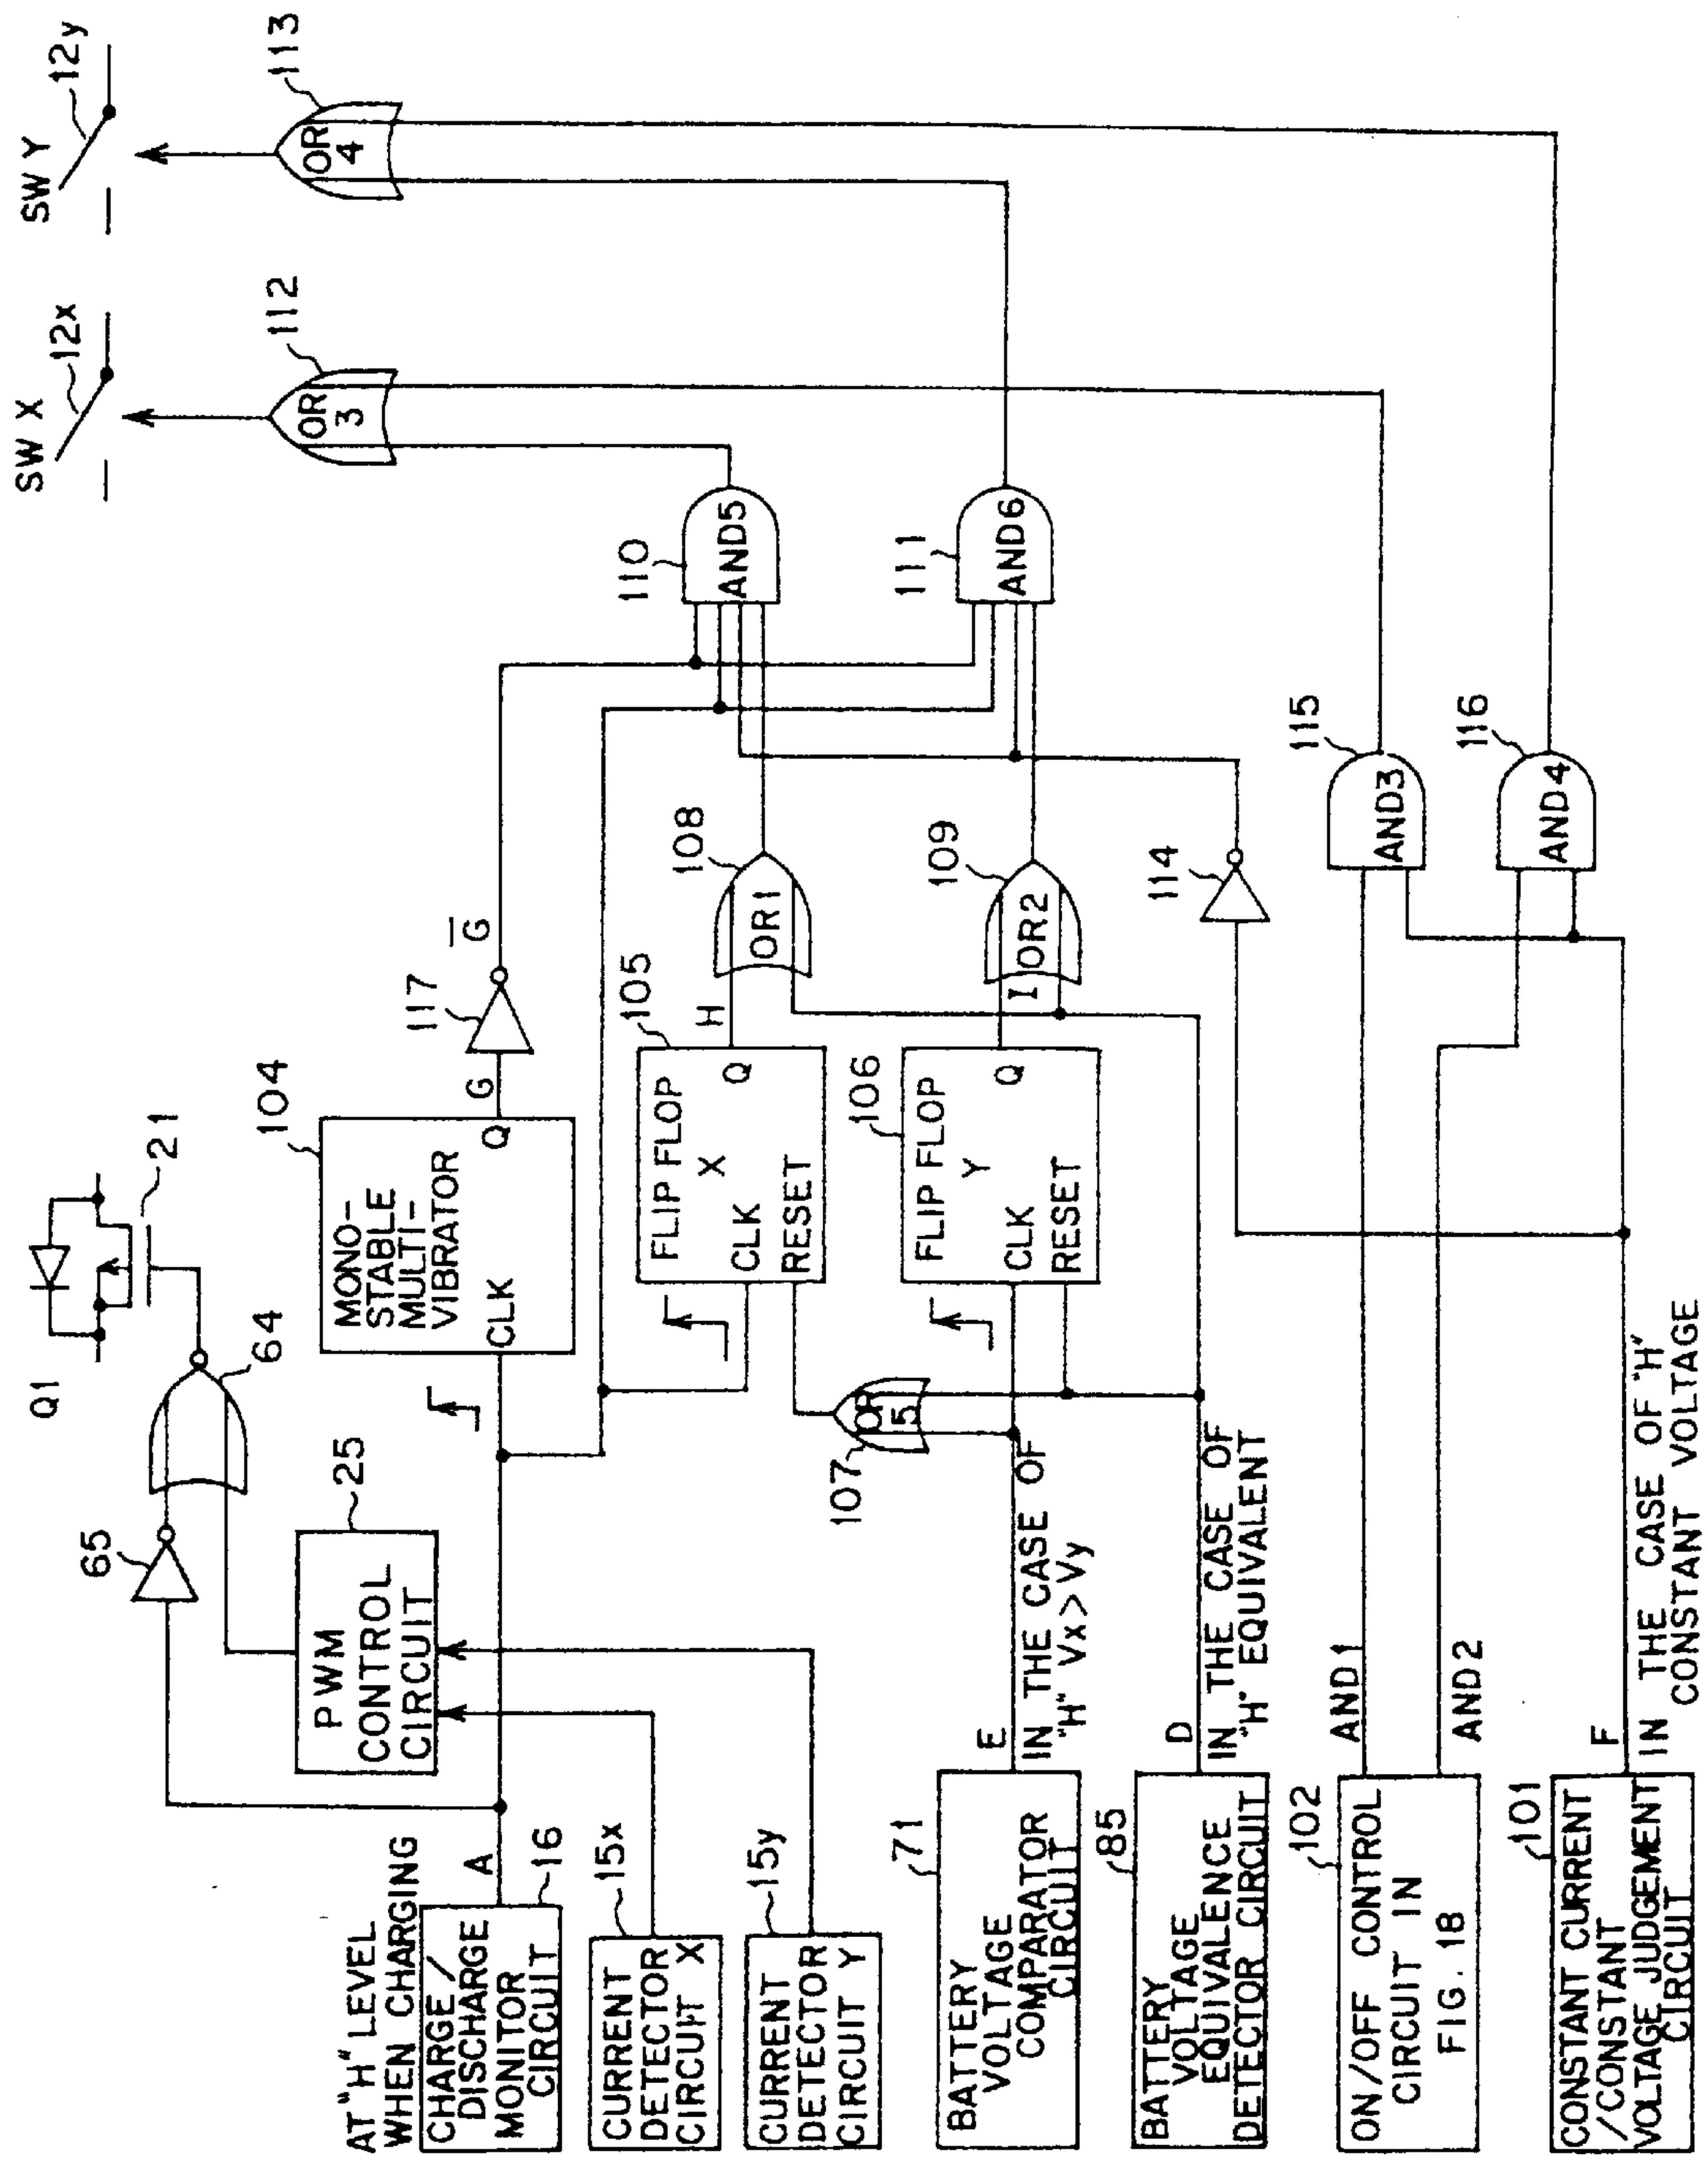 SW X
12x
SW Y
12y
OR
3
112
OR
4
113
Q1
21
64
65
PWM
CONTROL
CIRCUIT
25
MONO-
STABLE
MULTI-
VIBRATOR
CLK
Q
104
G
117
G̅
AND5
110
AND6
111
FLIP FLOP
X
CLK
RESET
Q
105
H
OR1
108
FLIP FLOP
Y
CLK
RESET
Q
106
I
OR2
109
OR
5
107
114
AND3
115
AND4
116
AT "H" LEVEL
WHEN CHARGING
CHARGE/
DISCHARGE
MONITOR
CIRCUIT
16
A
CURRENT
DETECTOR
CIRCUIT X
15x
CURRENT
DETECTOR
CIRCUIT Y
15y
BATTERY
VOLTAGE
COMPARATOR
CIRCUIT
71
E
IN THE CASE OF
"H" Vx>Vy
BATTERY
VOLTAGE
EQUIVALENCE
DETECTOR CIRCUIT
85
D
IN THE CASE OF
"H" EQUIVALENT
ON/OFF CONTROL
CIRCUIT IN
FIG. 18
102
AND1
AND2
CONSTANT CURRENT
/CONSTANT
VOLTAGE JUDGEMENT
CIRCUIT
101
F
IN THE CASE OF "H"
CONSTANT VOLTAGE